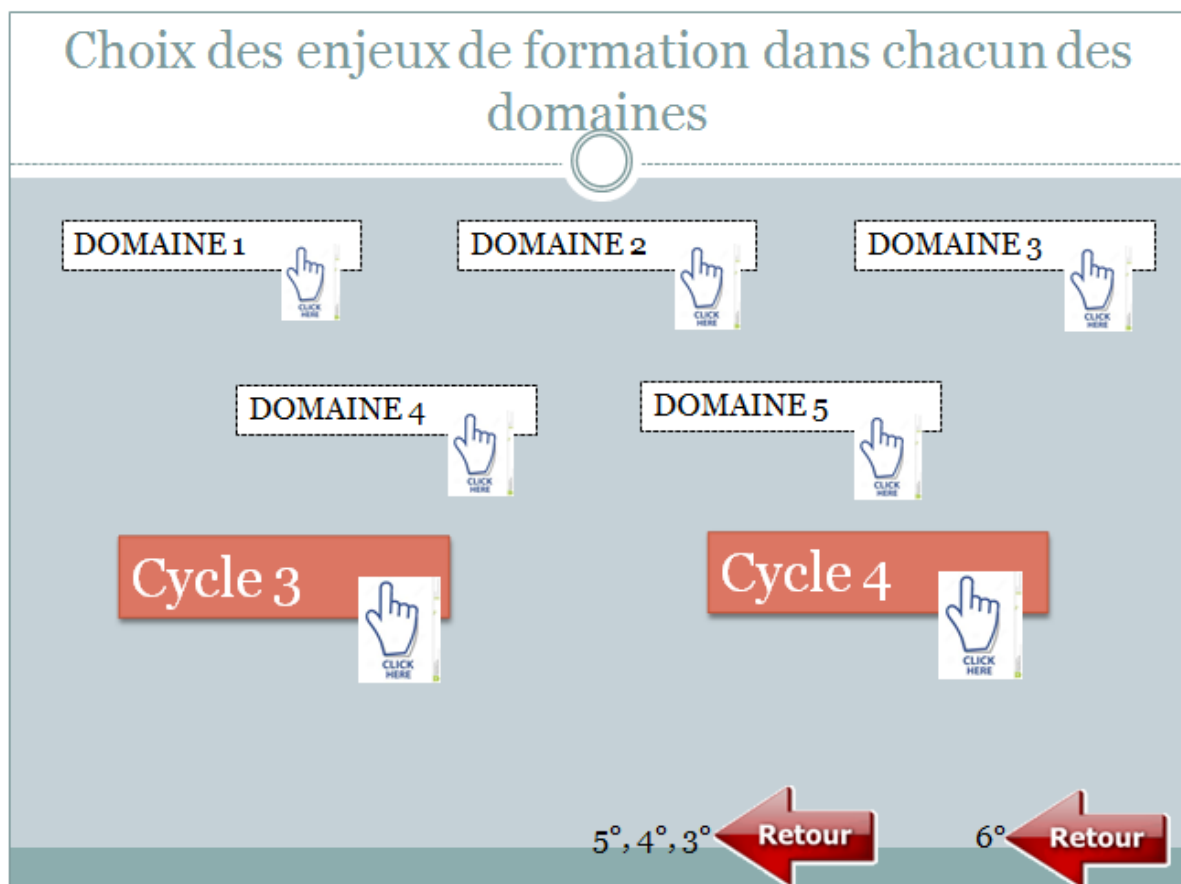 Choix des enjeux de formation dans chacun des
domaines
DOMAINE 1
CLICK
HERE
DOMAINE 2
CLICK
HERE
DOMAINE 3
CLICK
HERE
DOMAINE 4
CLICK
HERE
DOMAINE 5
CLICK
HERE
Cycle 3
CLICK
HERE
Cycle 4
CLICK
HERE
5°, 4°, 3°
Retour
6°
Retour